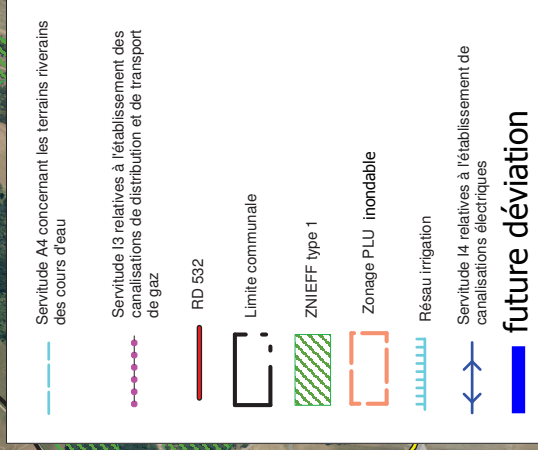 Servitude A4 concernant les terrains riverains
des cours d'eau
Servitude I3 relatives à l'établissement des
canalisations de distribution et de transport
de gaz
RD 532
Limite communale
ZNIEFF type 1
Zonage PLU inondable
Résau irrigation
Servitude I4 relatives à l'établissement de
canalisations électriques
future déviation